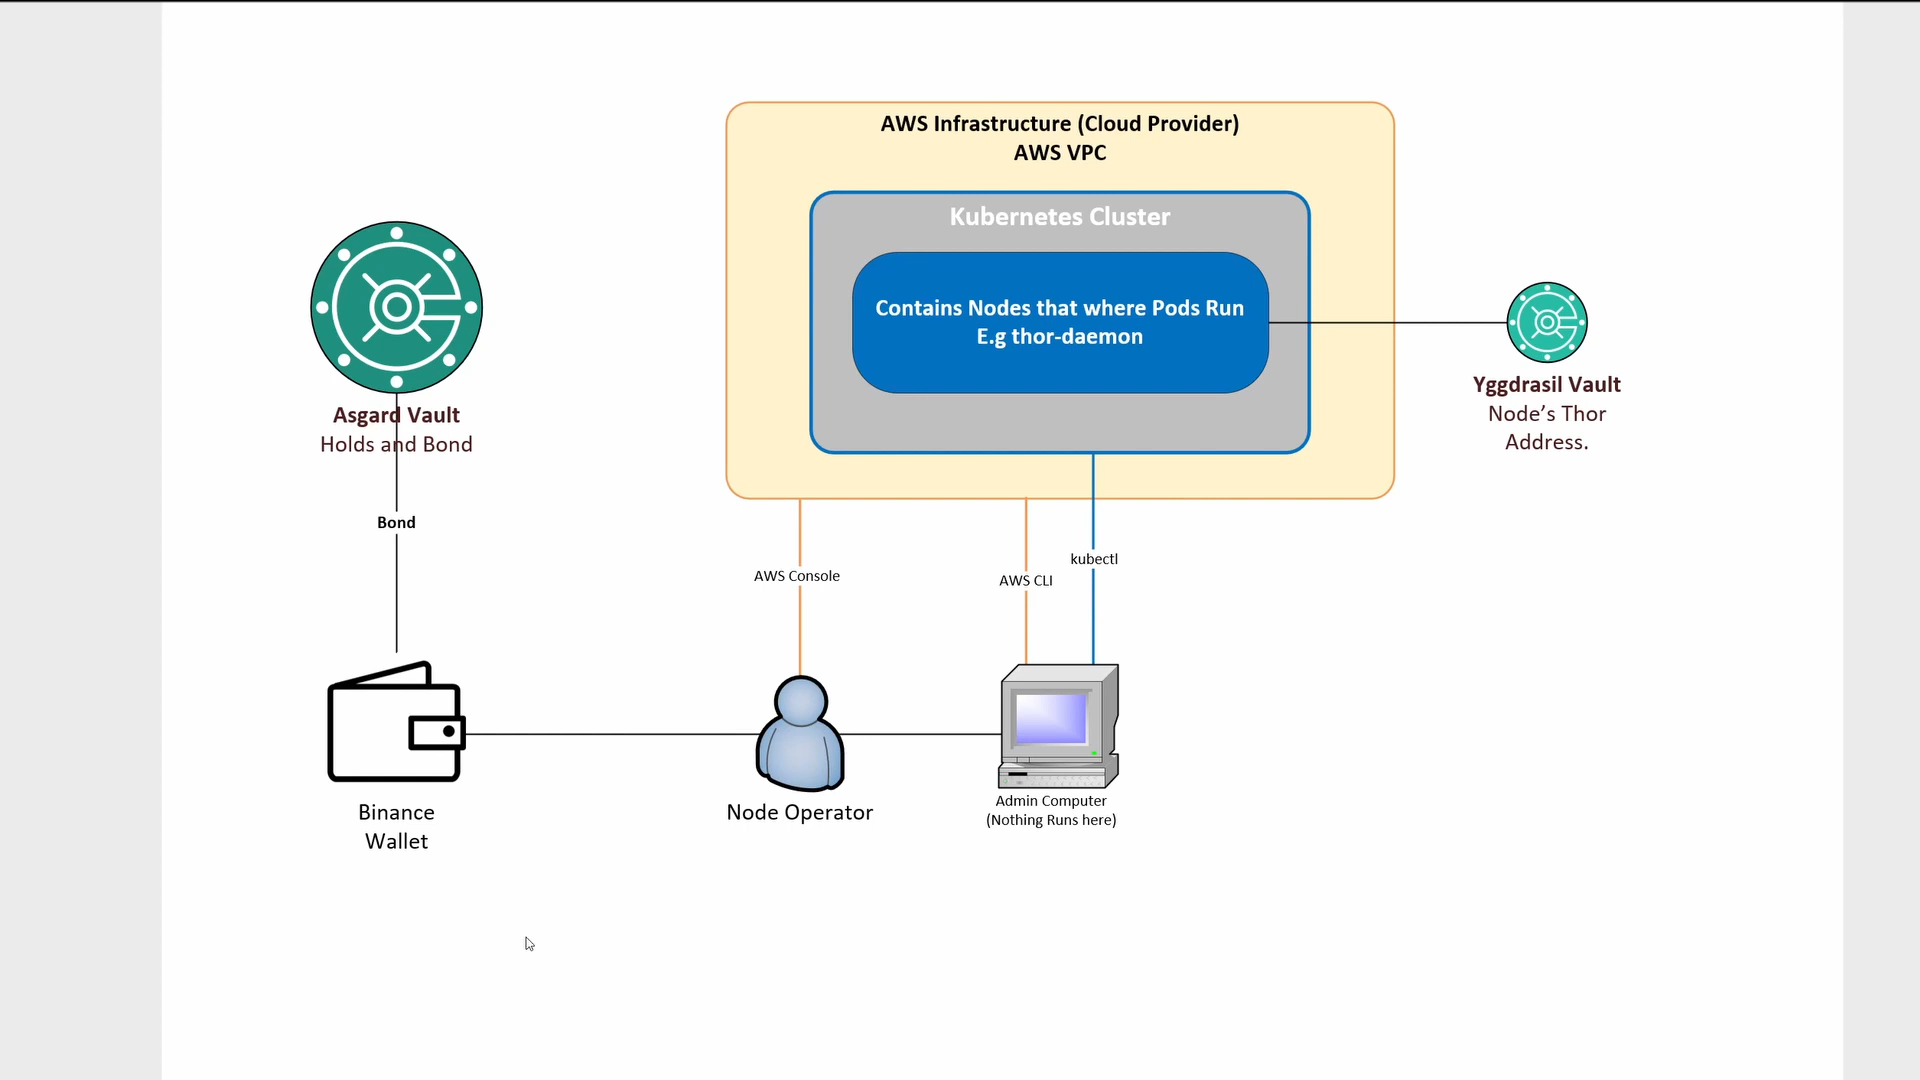 AWS Infrastructure (Cloud Provider)
AWS VPC
Kubernetes Cluster
Contains Nodes that where Pods Run
E.g thor-daemon
Asgard Vault
Holds and Bond
Yggdrasil Vault
Node’s Thor
Address.
Bond
AWS Console
AWS CLI
kubectl
Binance
Wallet
Node Operator
Admin Computer
(Nothing Runs here)